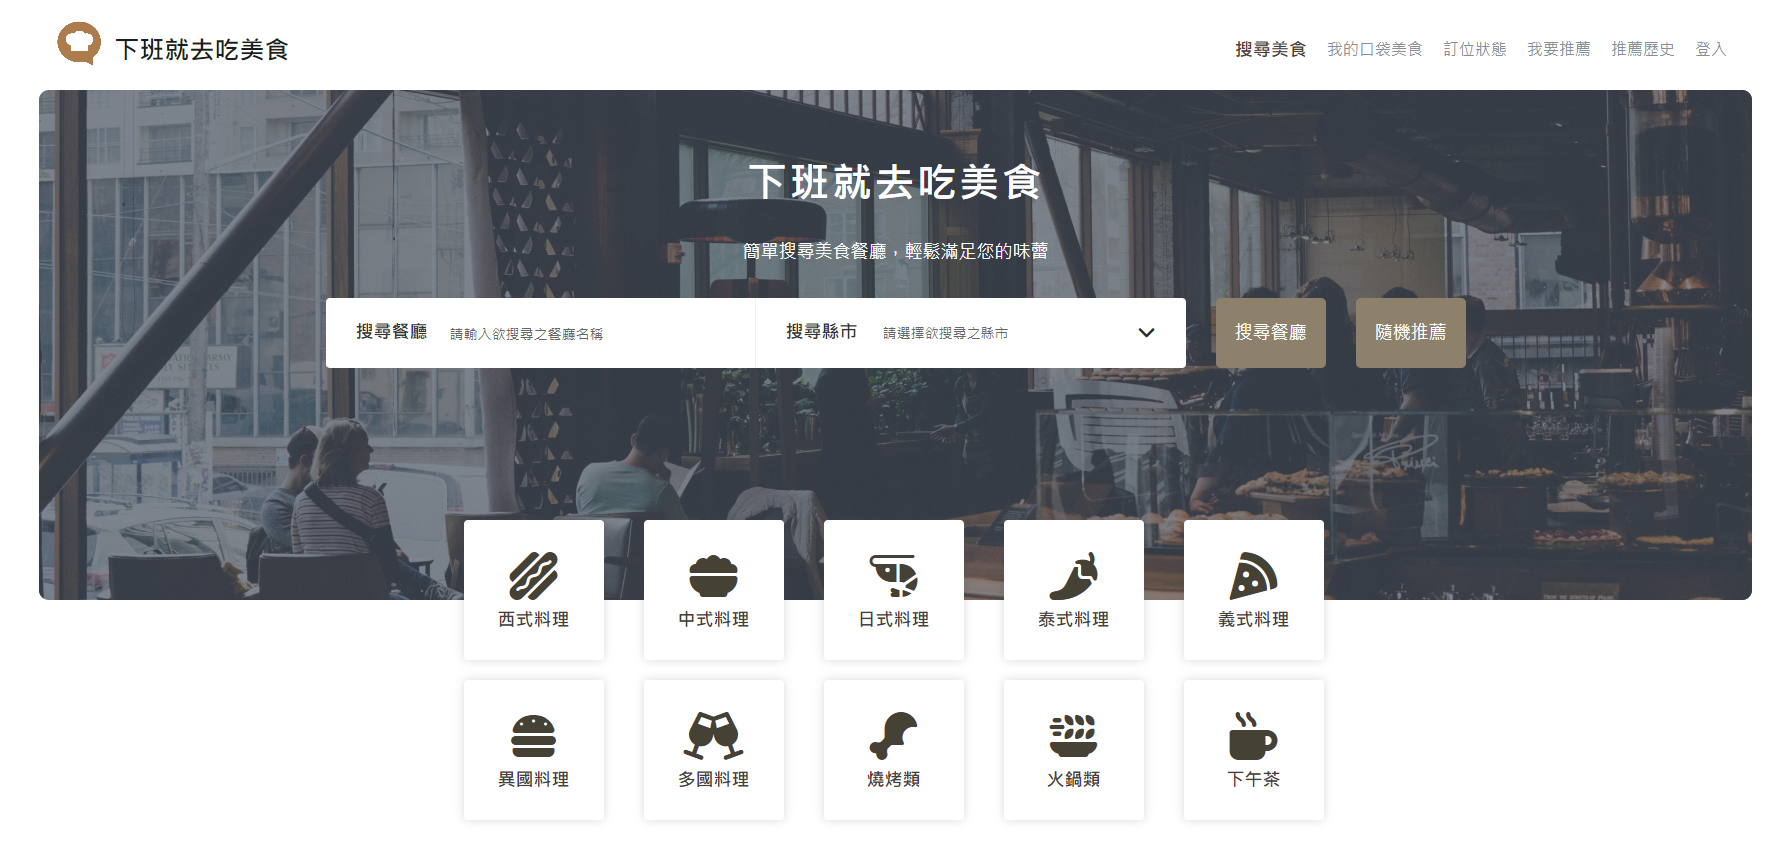 下班就去吃美食
搜尋美食 我的口袋美食 訂位狀態 我要推薦 推薦歷史 登入
下班就去吃美食
簡單搜尋美食餐廳，輕鬆滿足您的味蕾
搜尋餐廳 請輸入欲搜尋之餐廳名稱 搜尋縣市 請選擇欲搜尋之縣市 搜尋餐廳 隨機推薦
西式料理 中式料理 日式料理 泰式料理 義式料理
異國料理 多國料理 燒烤類 火鍋類 下午茶